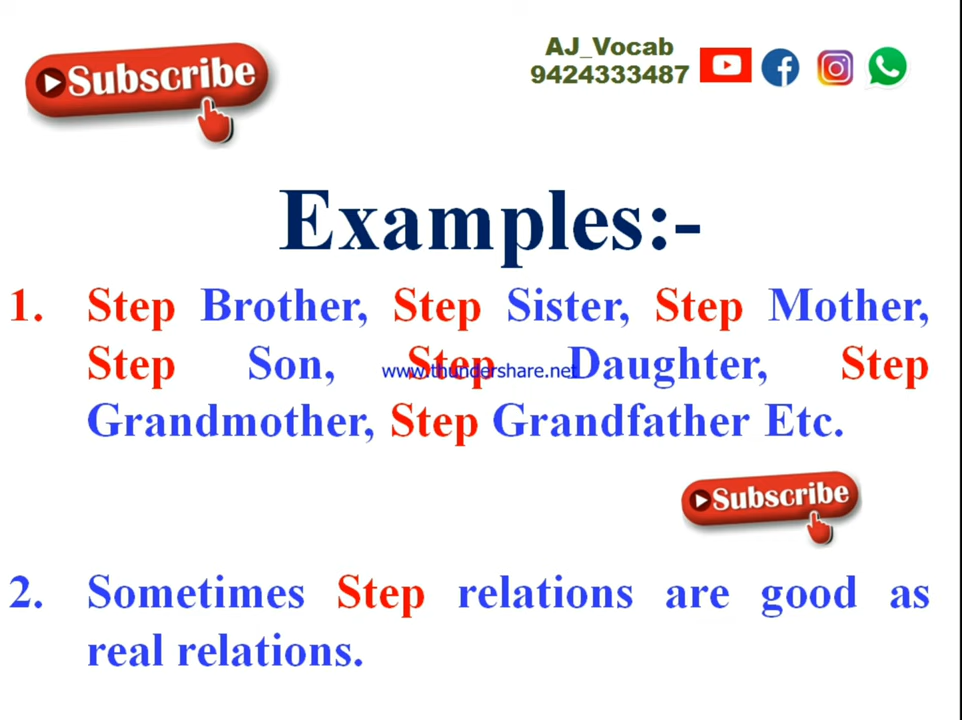 Subscribe
AJ_Vocab
9424333487
Examples:-
1. Step Brother, Step Sister, Step Mother,
Step Son, Step Daughter, Step
www.thundershare.net
Grandmother, Step Grandfather Etc.
Subscribe
2. Sometimes Step relations are good as
real relations.